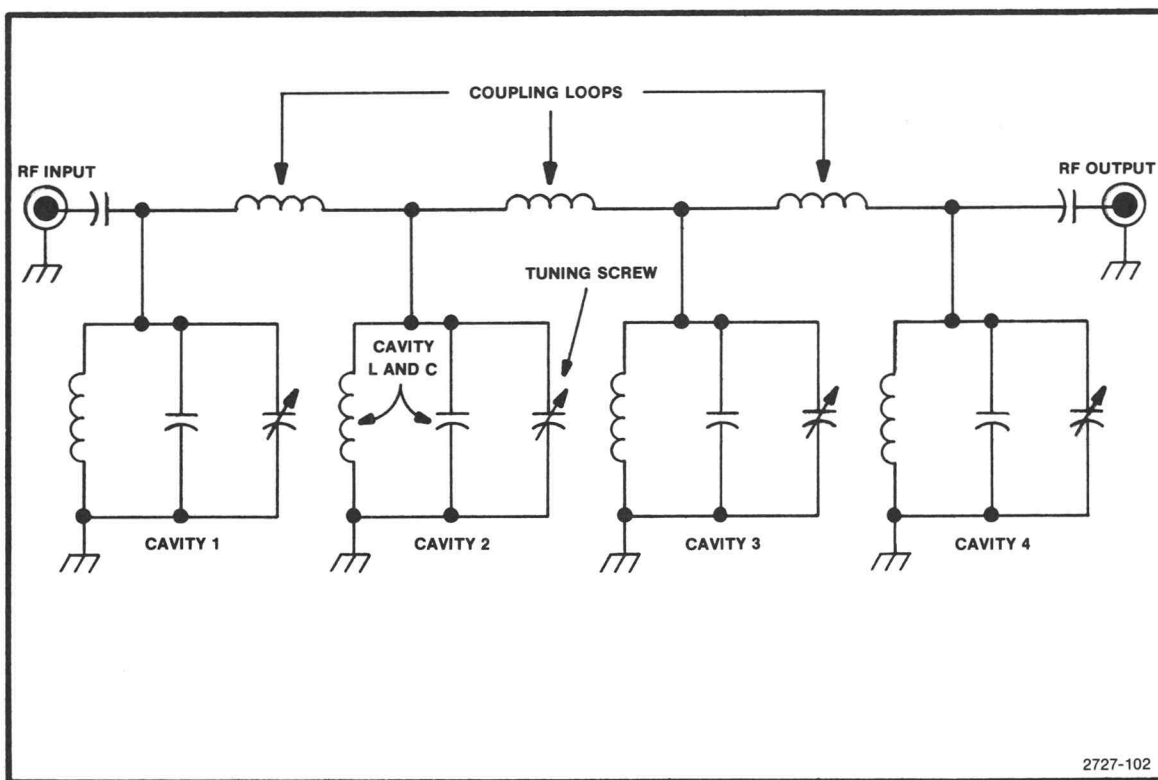 COUPLING LOOPS
RF INPUT
RF OUTPUT
TUNING SCREW
CAVITY
L AND C
CAVITY 1
CAVITY 2
CAVITY 3
CAVITY 4
2727-102